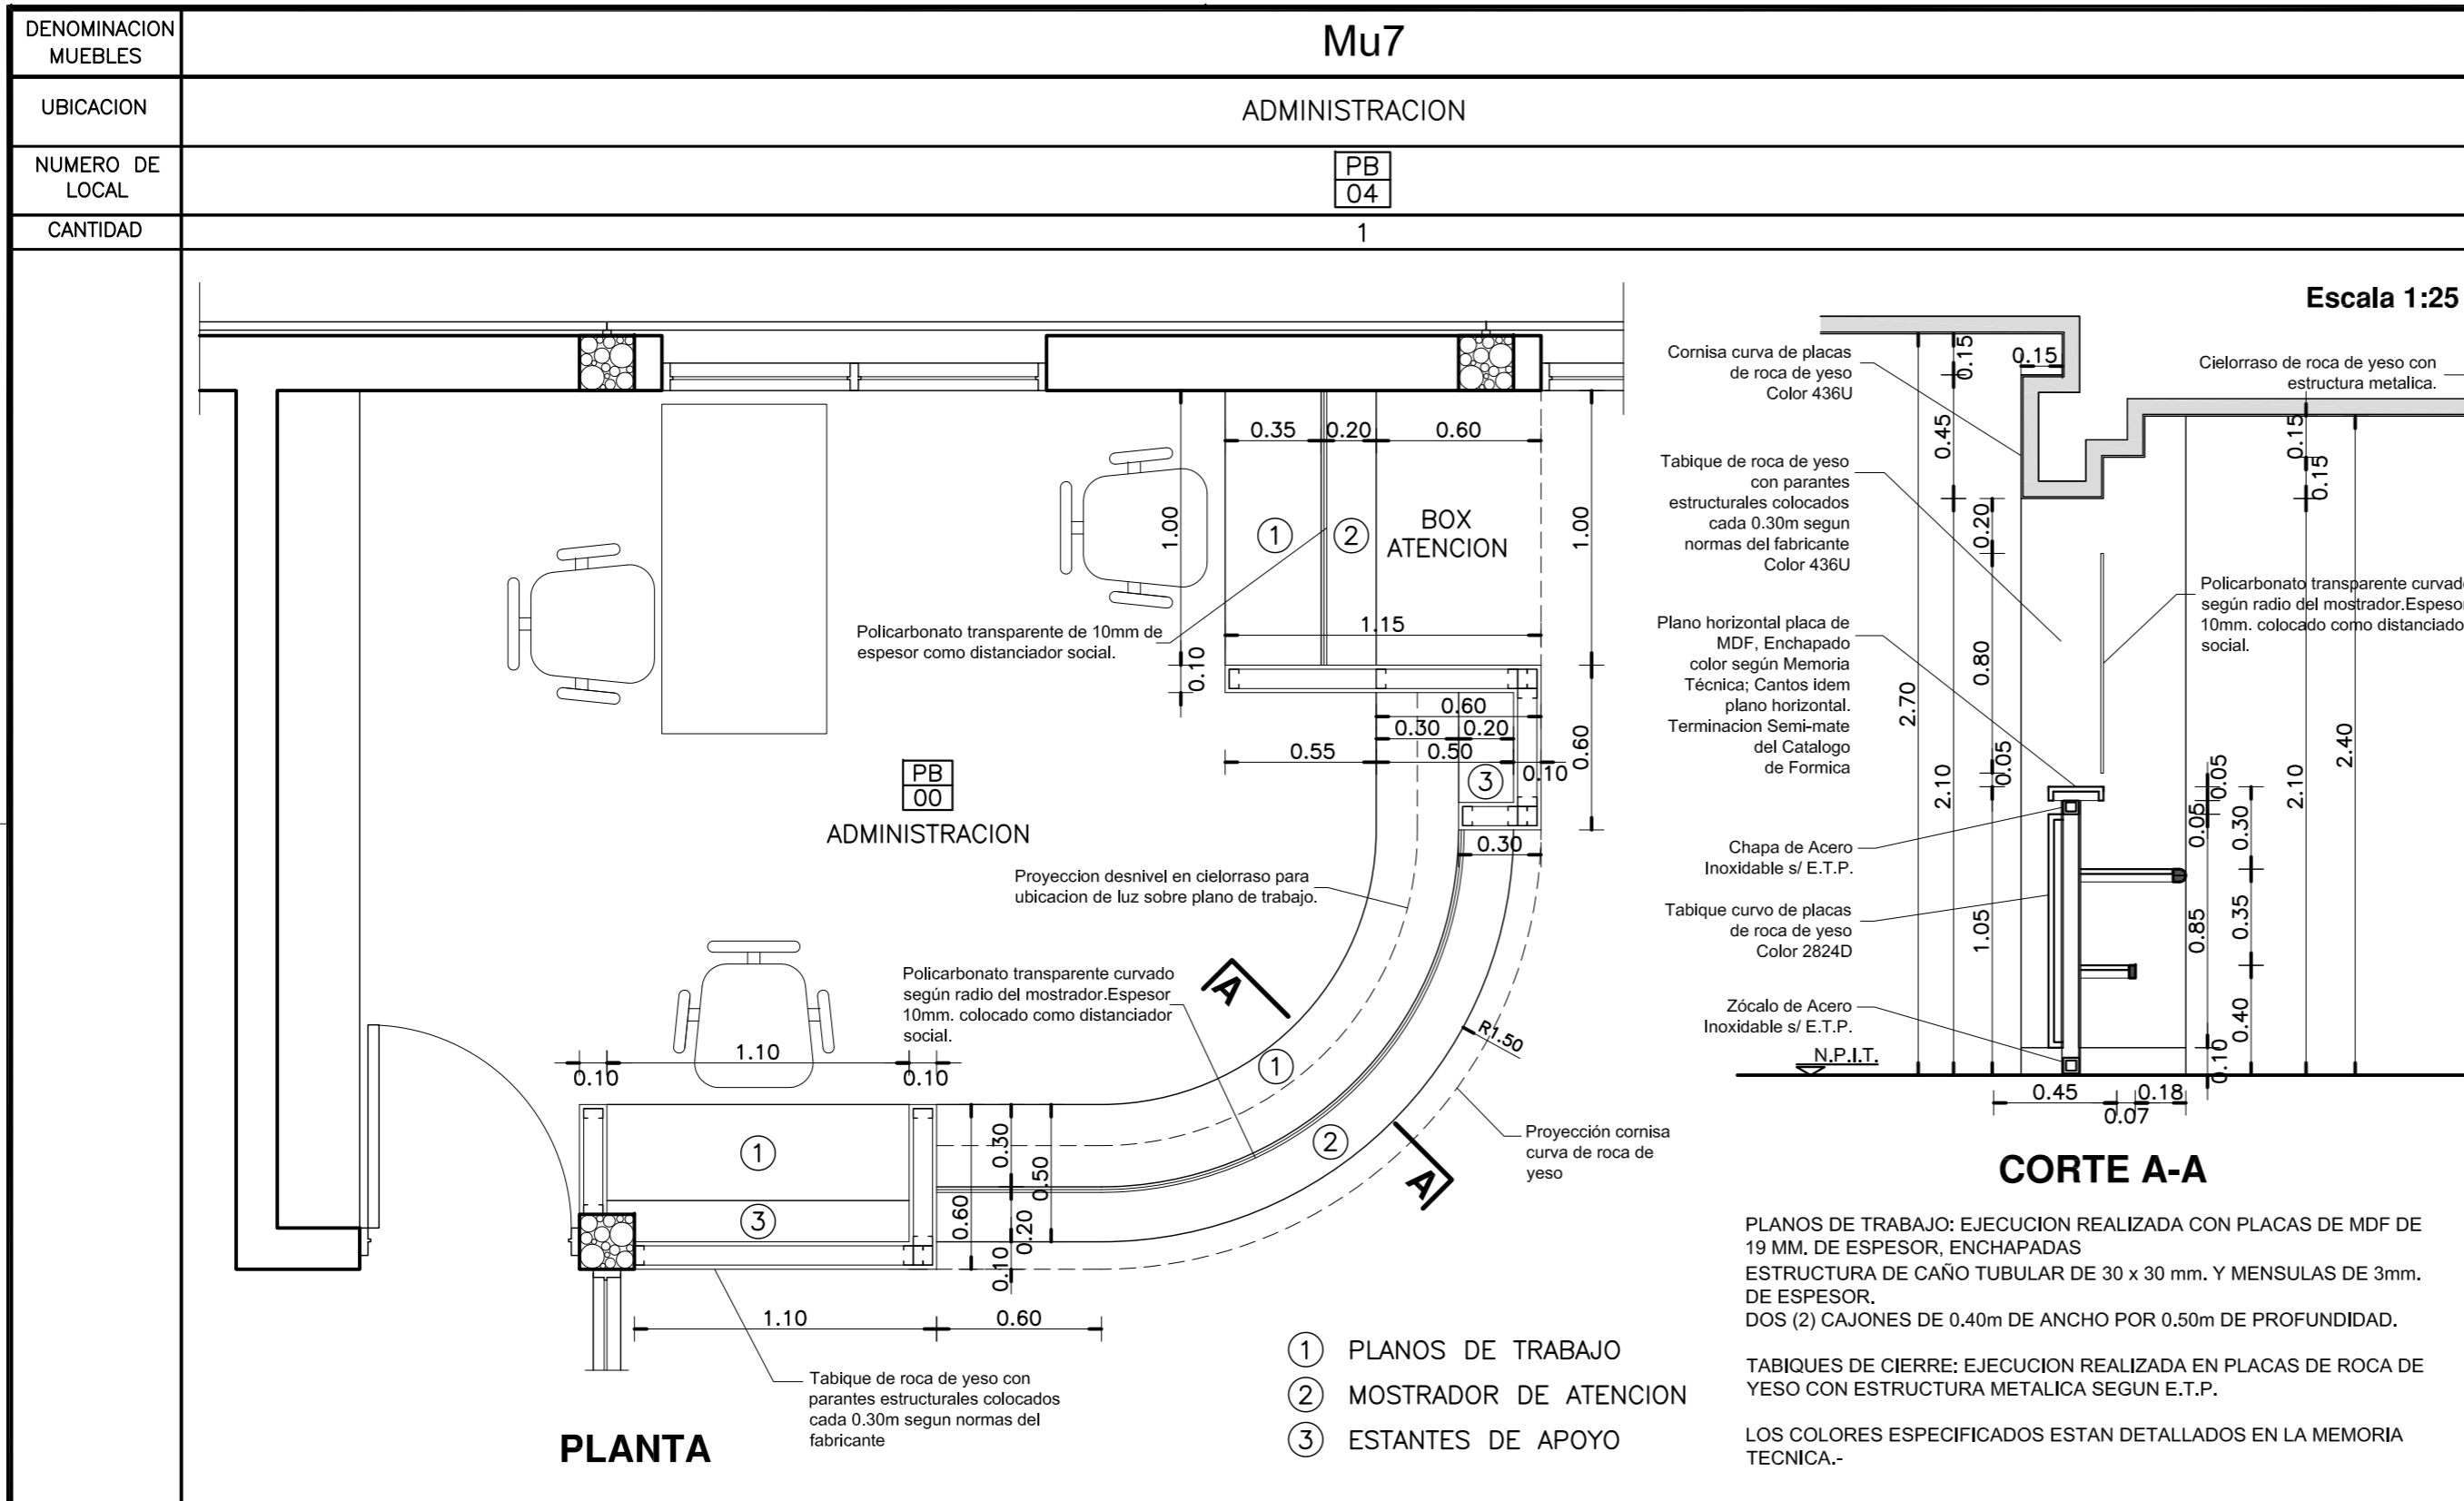 DENOMINACION
MUEBLES
Mu7
UBICACION
ADMINISTRACION
NUMERO DE
LOCAL
PB
04
CANTIDAD
1
0.35
0.20
0.60
1.00
1
2
BOX
ATENCION
1.00
Policarbonato transparente de 10mm de
espesor como distanciador social.
1.15
0.10
0.60
0.30
0.20
0.55
0.50
0.60
3
0.10
PB
00
ADMINISTRACION
0.30
Proyeccion desnivel en cielorraso para
ubicacion de luz sobre plano de trabajo.
Policarbonato transparente curvado
según radio del mostrador.Espesor
10mm. colocado como distanciador
social.
A
R1.50
1.10
0.10
0.10
1
0.30
0.50
0.60
0.20
0.10
1
2
3
A
Proyección cornisa
curva de roca de
yeso
1.10
0.60
Tabique de roca de yeso con
parantes estructurales colocados
cada 0.30m segun normas del
fabricante
PLANTA
1 PLANOS DE TRABAJO
2 MOSTRADOR DE ATENCION
3 ESTANTES DE APOYO
Escala 1:25
Cornisa curva de placas
de roca de yeso
Color 436U
0.15
0.15
Cielorraso de roca de yeso con
estructura metalica.
0.45
0.15
0.15
Tabique de roca de yeso
con parantes
estructurales colocados
cada 0.30m segun
normas del fabricante
Color 436U
0.20
Policarbonato transparente curvad
según radio del mostrador.Espeso
10mm. colocado como distanciado
social.
Plano horizontal placa de
MDF, Enchapado
color según Memoria
Técnica; Cantos idem
plano horizontal.
Terminacion Semi-mate
del Catalogo
de Formica
0.80
2.70
2.40
0.05
0.05
2.10
2.10
0.05
0.30
Chapa de Acero
Inoxidable s/ E.T.P.
Tabique curvo de placas
de roca de yeso
Color 2824D
1.05
0.85
0.35
Zócalo de Acero
Inoxidable s/ E.T.P.
0.40
N.P.I.T.
0.10
0.45
0.18
0.07
CORTE A-A
PLANOS DE TRABAJO: EJECUCION REALIZADA CON PLACAS DE MDF DE
19 MM. DE ESPESOR, ENCHAPADAS
ESTRUCTURA DE CAÑO TUBULAR DE 30 x 30 mm. Y MENSULAS DE 3mm.
DE ESPESOR.
DOS (2) CAJONES DE 0.40m DE ANCHO POR 0.50m DE PROFUNDIDAD.
TABIQUES DE CIERRE: EJECUCION REALIZADA EN PLACAS DE ROCA DE
YESO CON ESTRUCTURA METALICA SEGUN E.T.P.
LOS COLORES ESPECIFICADOS ESTAN DETALLADOS EN LA MEMORIA
TECNICA.-